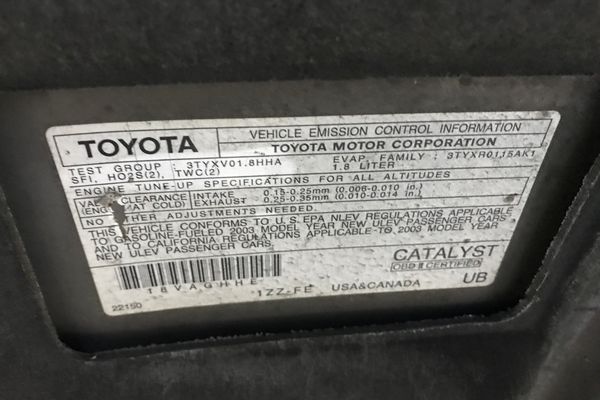 TOYOTA
VEHICLE EMISSION CONTROL INFORMATION
TOYOTA MOTOR CORPORATION
TEST GROUP : 3TYXV01.8HHA EVAP. FAMILY : 3TYXR0115AK1
SFI, HO2S(2), TWC(2) 1.8 LITER
ENGINE TUNE-UP SPECIFICATIONS FOR ALL ALTITUDES
CLEARANCE INTAKE 0.15-0.25mm (0.006-0.010 in.)
AT COLD) EXHAUST 0.25-0.35mm (0.010-0.014 in.)
NO OTHER ADJUSTMENTS NEEDED.
THIS VEHICLE CONFORMS TO U.S.EPA NLEV REGULATIONS APPLICABLE
TO GASOLINE-FUELED 2003 MODEL YEAR NEW ULEV PASSENGER CARS
AND TO CALIFORNIA REGULATIONS APPLICABLE TO 2003 MODEL YEAR
NEW ULEV PASSENGER CARS.
CATALYST
OBD II CERTIFIED
18VAGHHE
22150 1ZZ-FE USA&CANADA UB